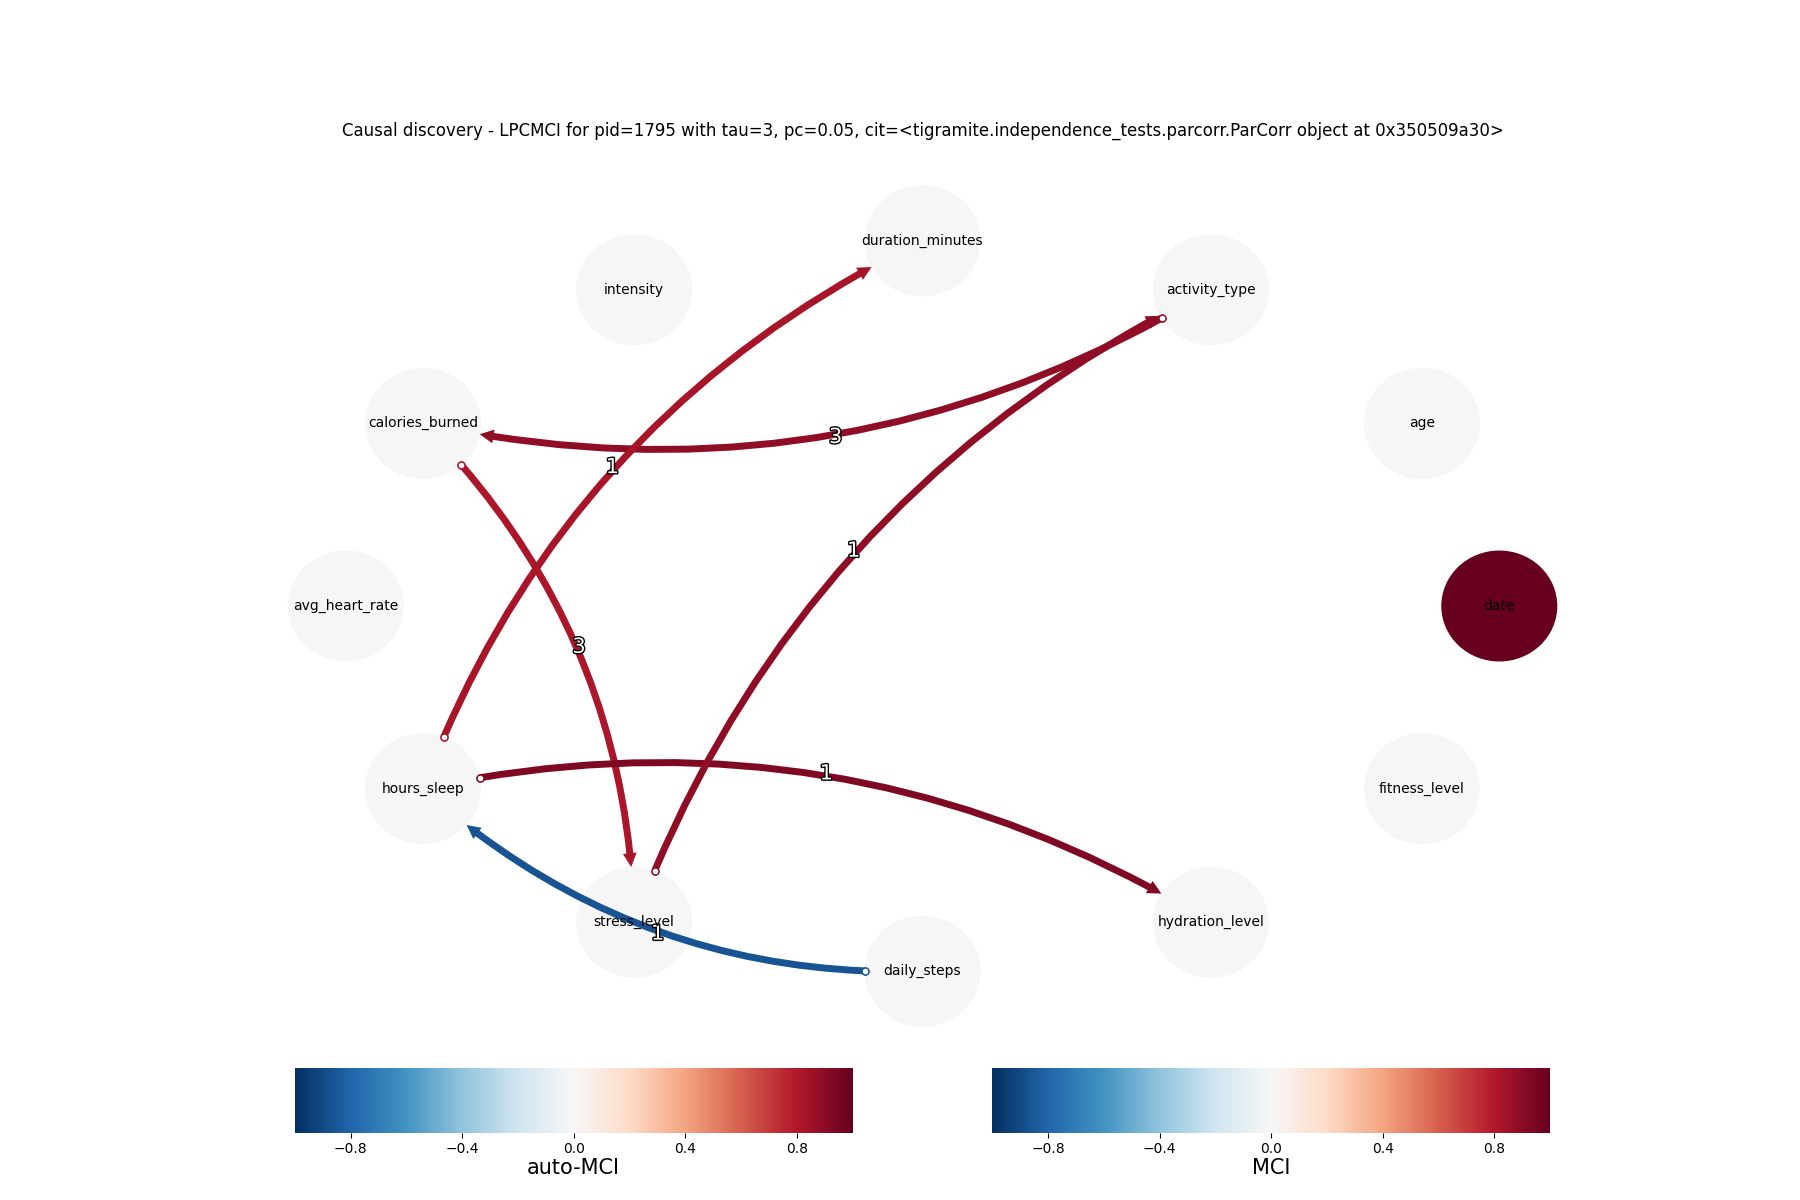 Causal discovery - LPCMCI for pid=1795 with tau=3, pc=0.05, cit=<tigramite.independence_tests.parcorr.ParCorr object at 0x350509a30>
duration_minutes
intensity
activity_type
calories_burned
age
3
1
1
avg_heart_rate
date
3
1
hours_sleep
fitness_level
stress_level
hydration_level
1
daily_steps
−0.8 −0.4 0.0 0.4 0.8
auto-MCI
−0.8 −0.4 0.0 0.4 0.8
MCI